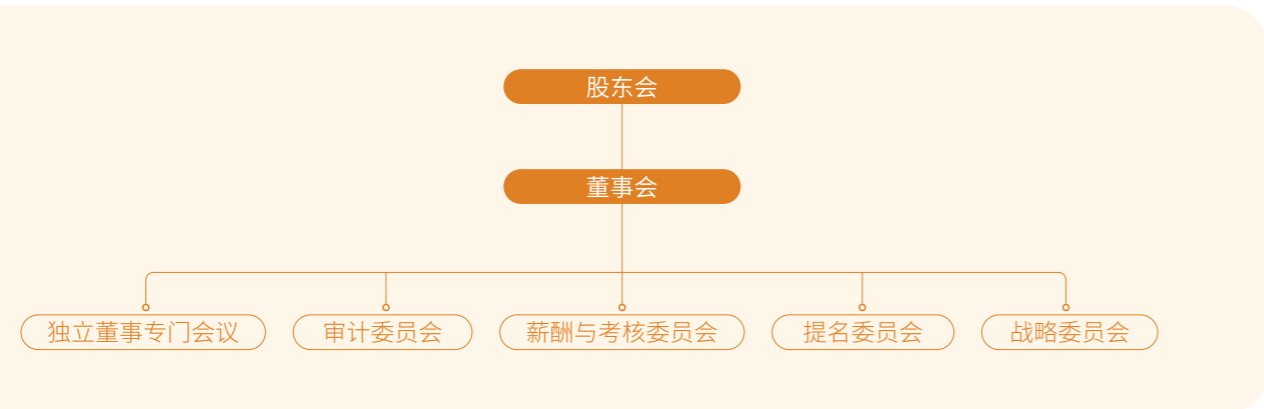 股东会
董事会
独立董事专门会议
审计委员会
薪酬与考核委员会
提名委员会
战略委员会